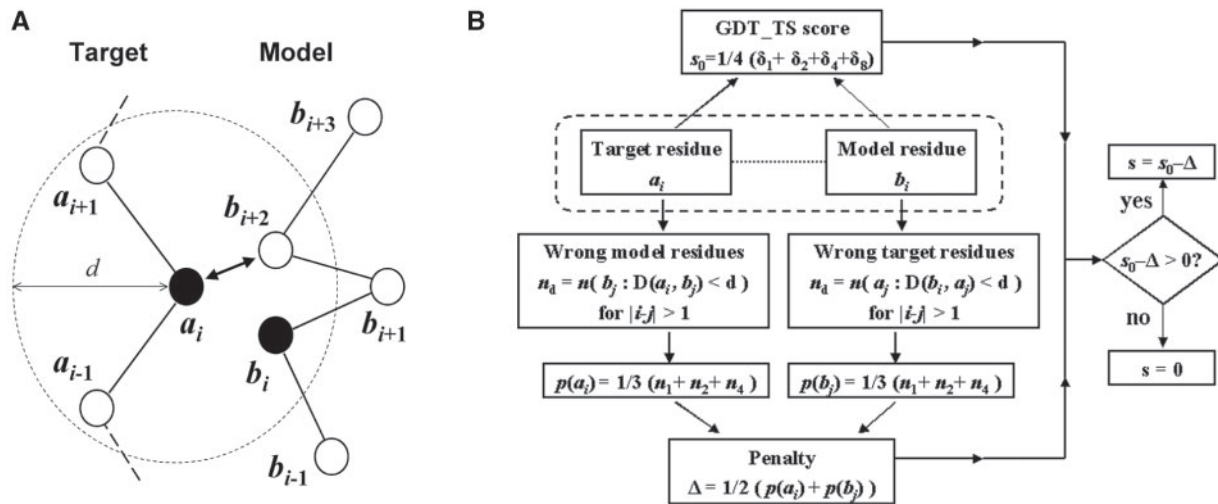 A
Target
Model
b_{i+3}
a_{i+1}
b_{i+2}
d
a_i
b_{i+1}
b_i
a_{i-1}
b_{i-1}
B
GDT_TS score
s_0=1/4 (δ_1+ δ_2+δ_4+δ_8)
Target residue
a_i
Model residue
b_i
Wrong model residues
n_d = n( b_j : D(a_i, b_j) < d )
for |i-j| > 1
Wrong target residues
n_d = n( a_j : D(b_i, a_j) < d )
for |i-j| > 1
p(a_i) = 1/3 (n_1+ n_2+ n_4 )
p(b_j) = 1/3 (n_1+ n_2+ n_4 )
Penalty
Δ = 1/2 ( p(a_i) + p(b_j) )
s = s_0–Δ
yes
s_0–Δ > 0?
no
s = 0